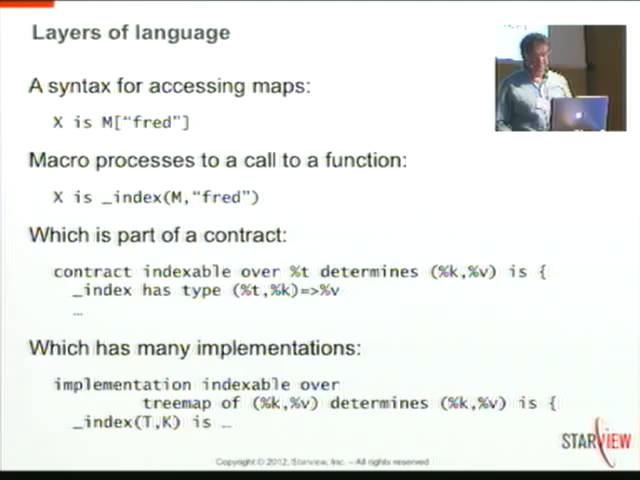 Layers of language
A syntax for accessing maps:
X is M["fred"]
Macro processes to a call to a function:
X is _index(M,"fred")
Which is part of a contract:
contract indexable over %t determines (%k,%v) is {
_index has type (%t,%k)=>%v
…
Which has many implementations:
implementation indexable over
treemap of (%k,%v) determines (%k,%v) is {
_index(T,K) is …
STARVIEW
Copyright © 2012, Starview, Inc. – All rights reserved